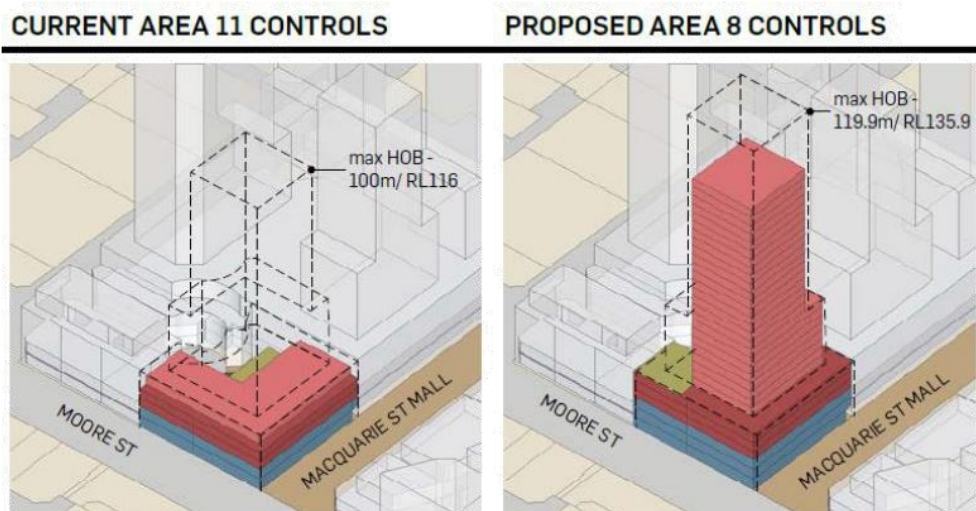 CURRENT AREA 11 CONTROLS
max HOB -
100m/ RL116
MOORE ST
MACQUARIE ST MALL
PROPOSED AREA 8 CONTROLS
max HOB -
119.9m/ RL135.9
MOORE ST
MACQUARIE ST MALL